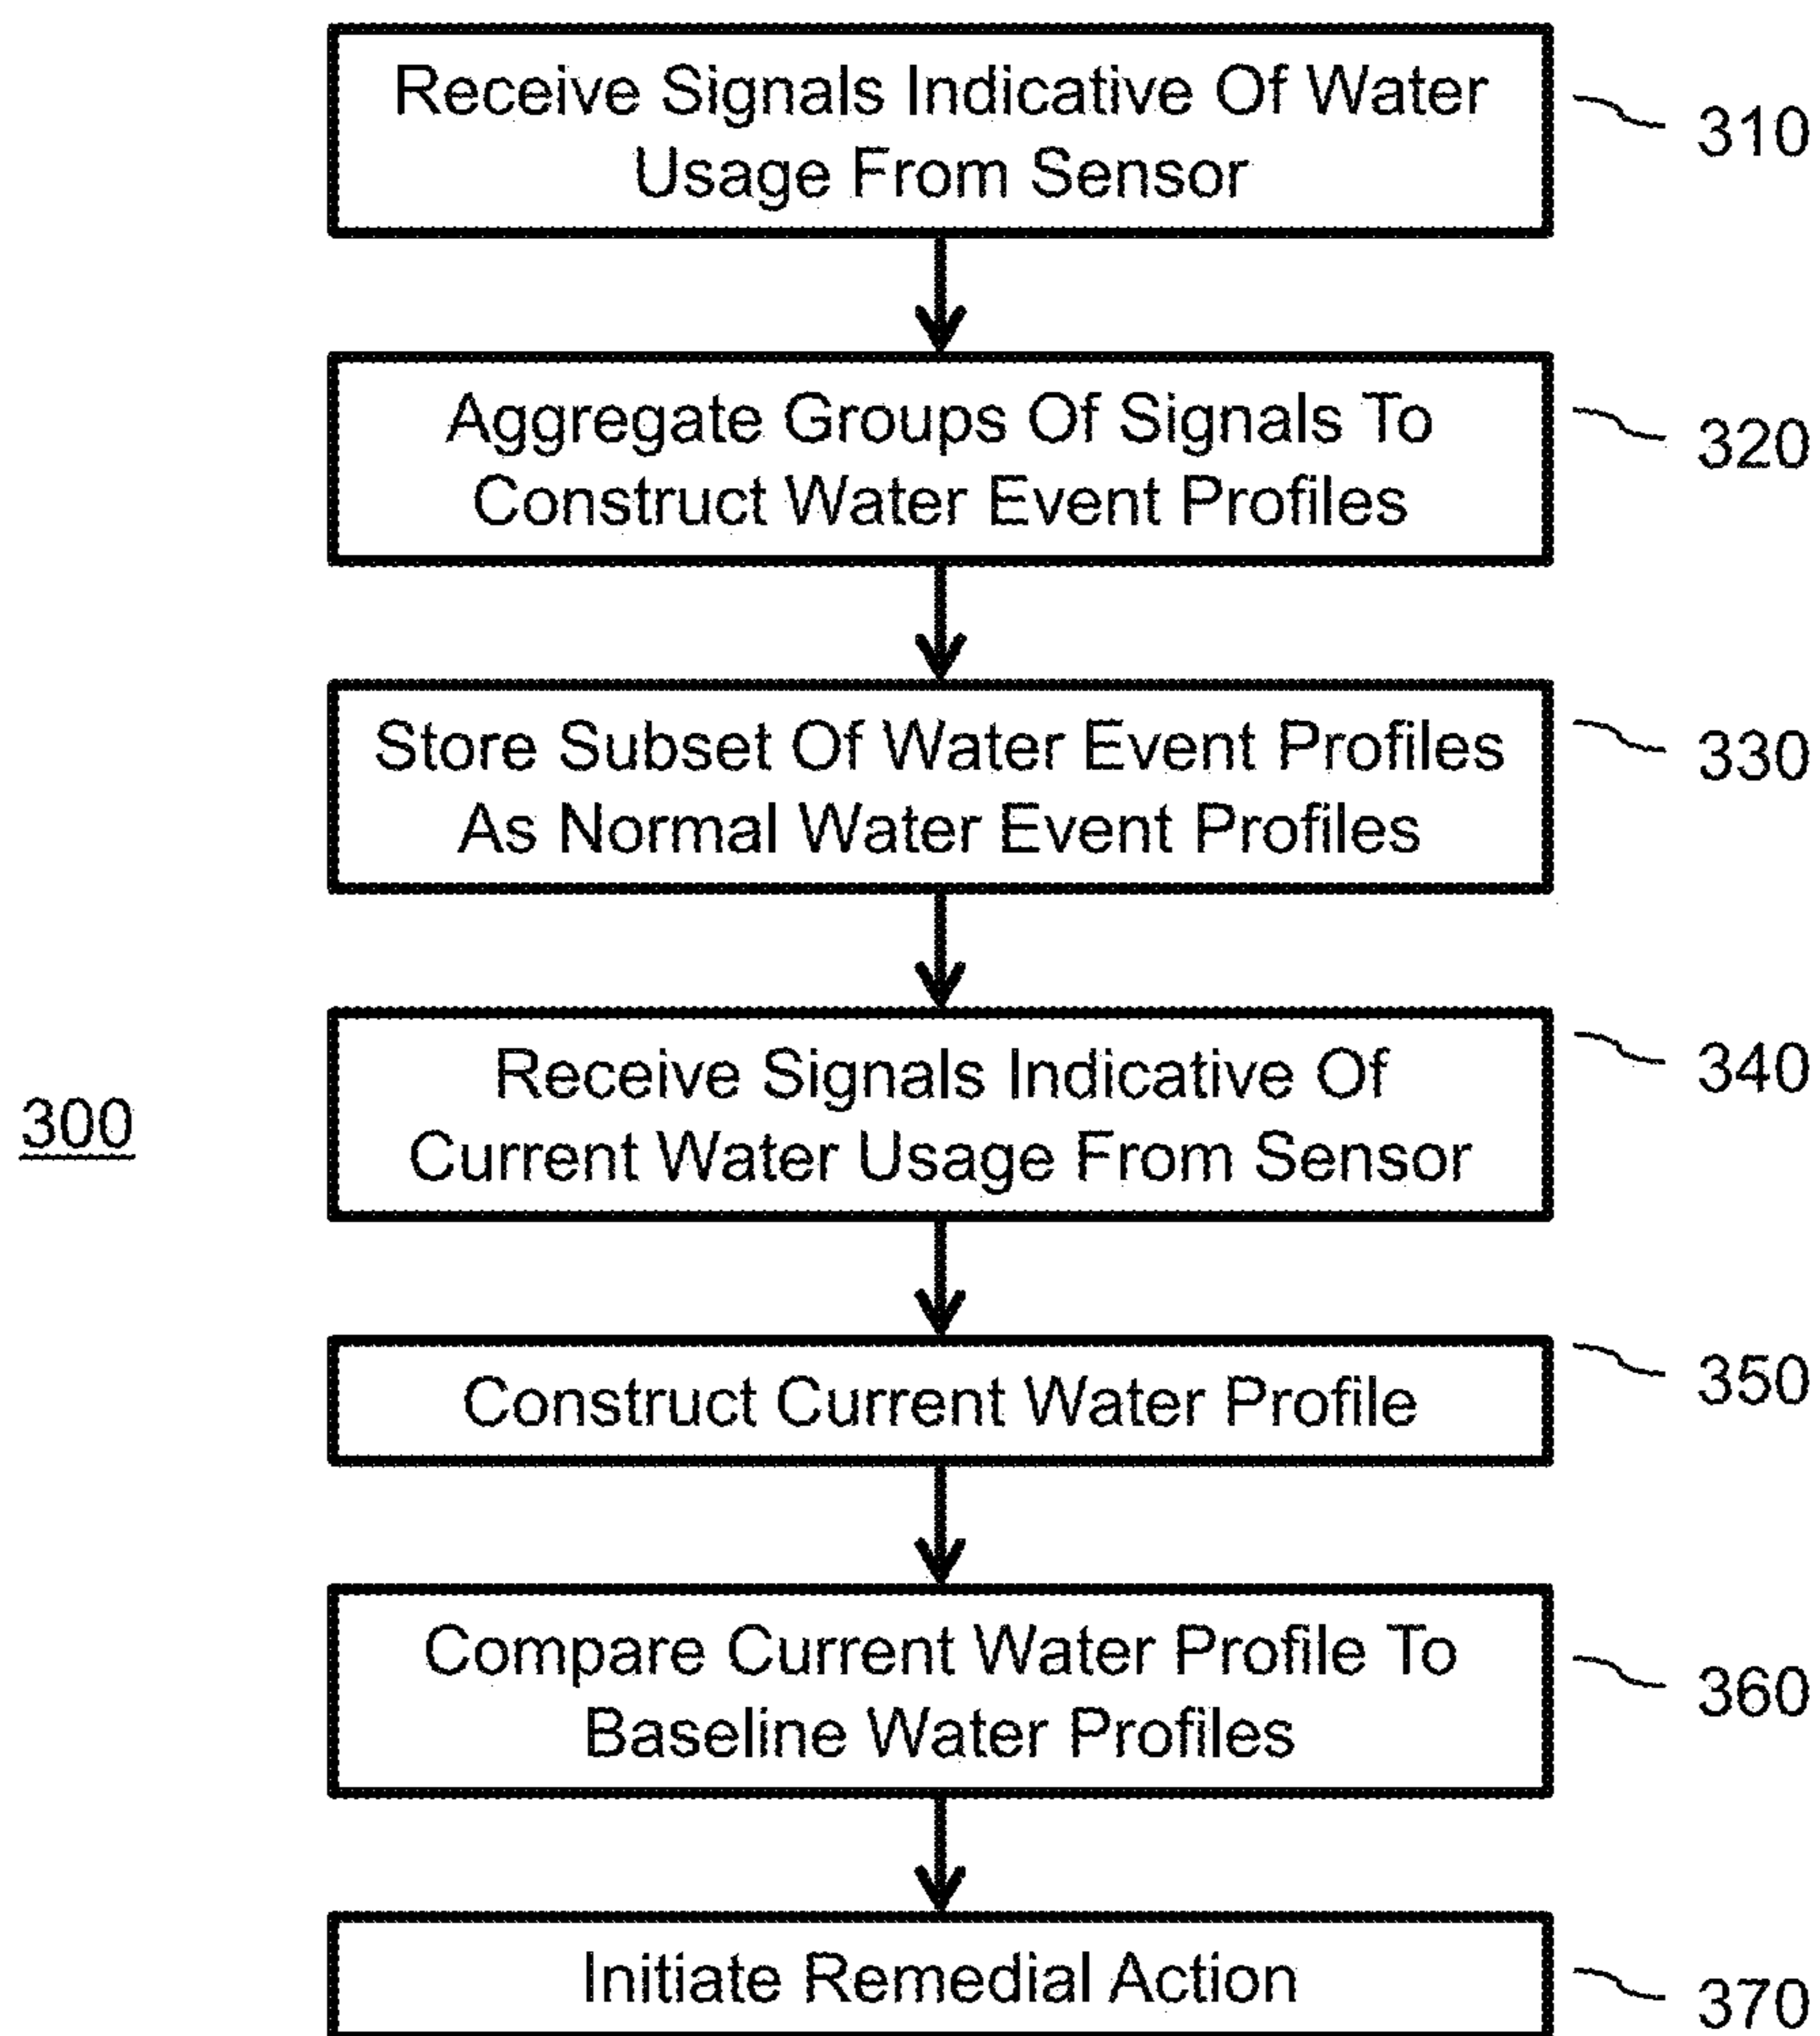 Receive Signals Indicative Of Water
Usage From Sensor
310
Aggregate Groups Of Signals To
Construct Water Event Profiles
320
Store Subset Of Water Event Profiles
As Normal Water Event Profiles
330
Receive Signals Indicative Of
Current Water Usage From Sensor
340
300
Construct Current Water Profile
350
Compare Current Water Profile To
Baseline Water Profiles
360
Initiate Remedial Action
370